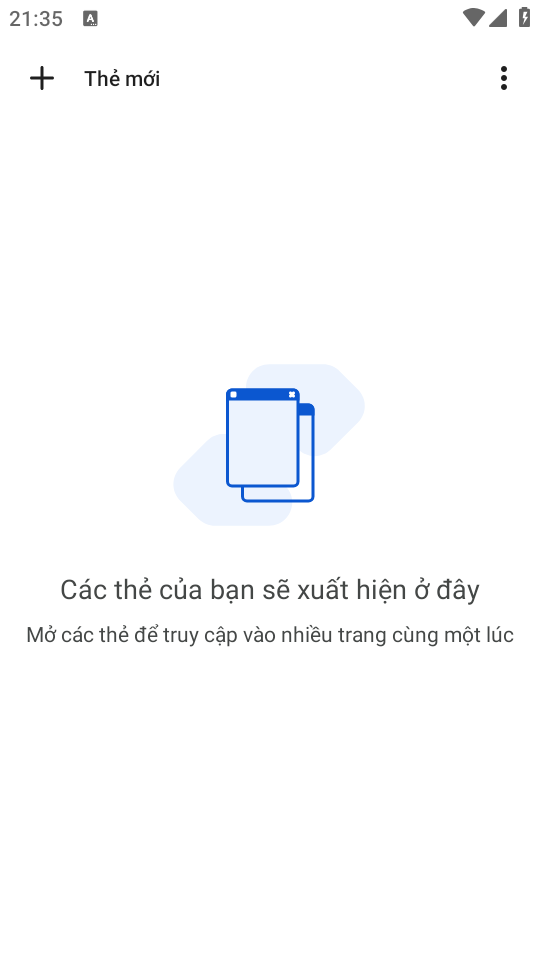 21:35
A
Thẻ mới
Các thẻ của bạn sẽ xuất hiện ở đây
Mở các thẻ để truy cập vào nhiều trang cùng một lúc